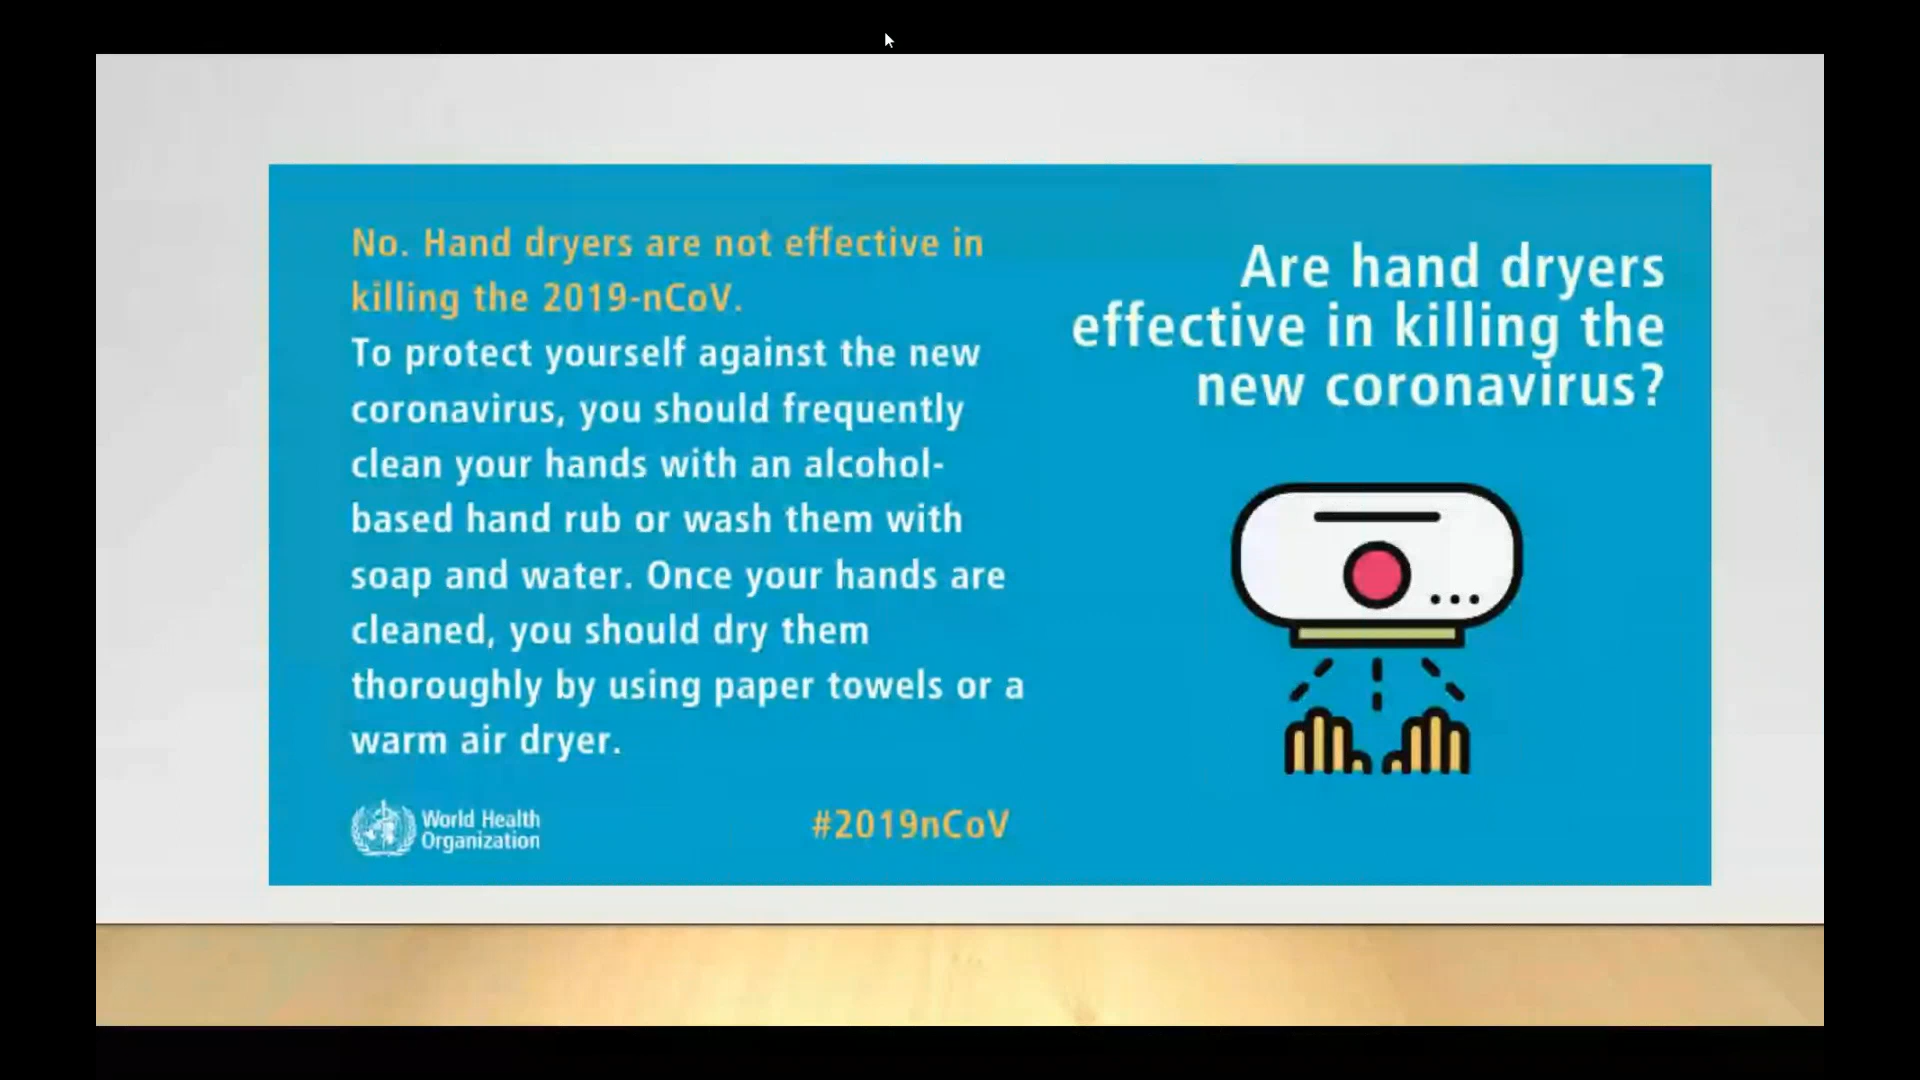 No. Hand dryers are not effective in
killing the 2019-nCoV.
To protect yourself against the new
coronavirus, you should frequently
clean your hands with an alcohol-
based hand rub or wash them with
soap and water. Once your hands are
cleaned, you should dry them
thoroughly by using paper towels or a
warm air dryer.
World Health
Organization
#2019nCoV
Are hand dryers
effective in killing the
new coronavirus?